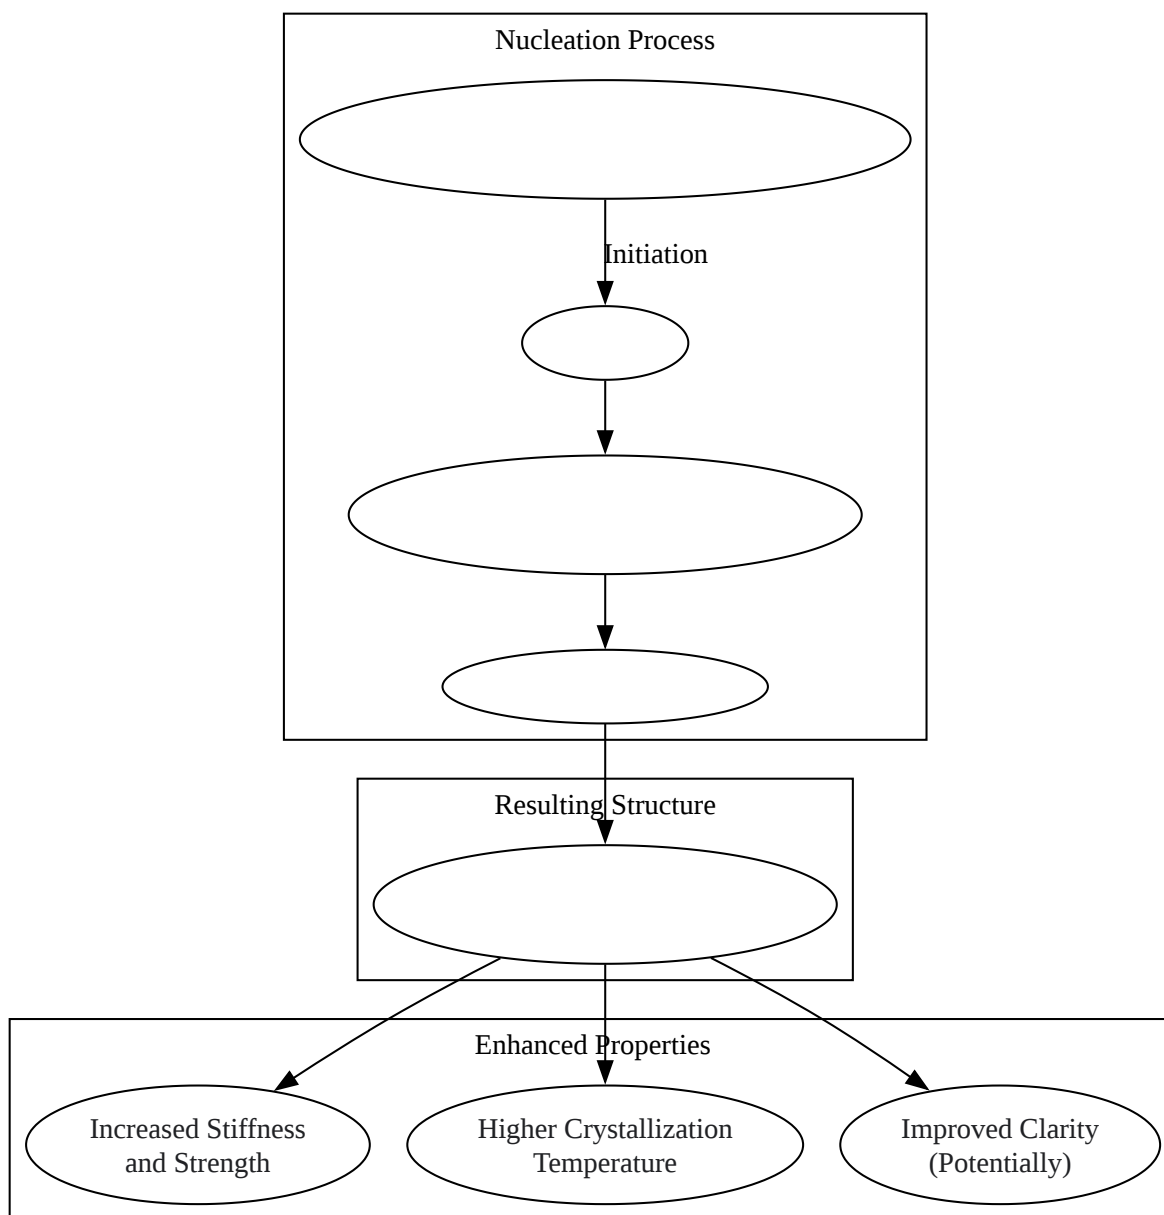 Nucleation Process
Initiation
Resulting Structure
Enhanced Properties
Increased Stiffness
and Strength
Higher Crystallization
Temperature
Improved Clarity
(Potentially)